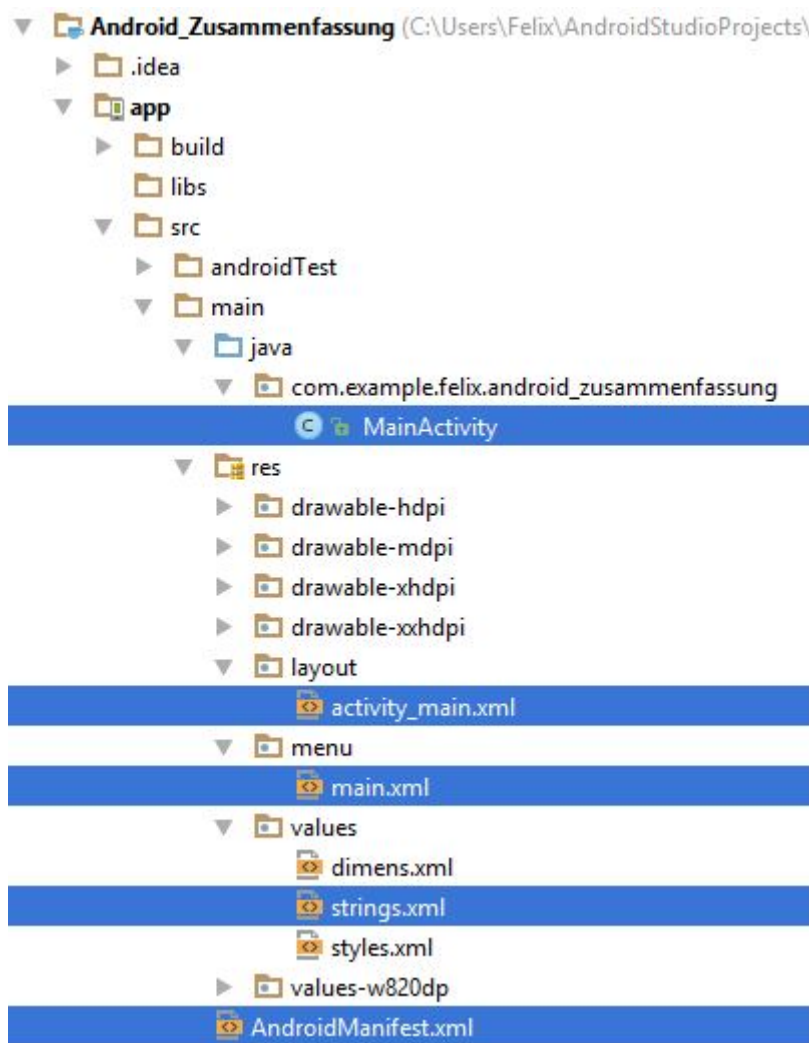 Android_Zusammenfassung (C:\Users\Felix\AndroidStudioProjects\
.idea
app
build
libs
src
androidTest
main
java
com.example.felix.android_zusammenfassung
C MainActivity
res
drawable-hdpi
drawable-mdpi
drawable-xhdpi
drawable-xxhdpi
layout
activity_main.xml
menu
main.xml
values
dimens.xml
strings.xml
styles.xml
values-w820dp
AndroidManifest.xml